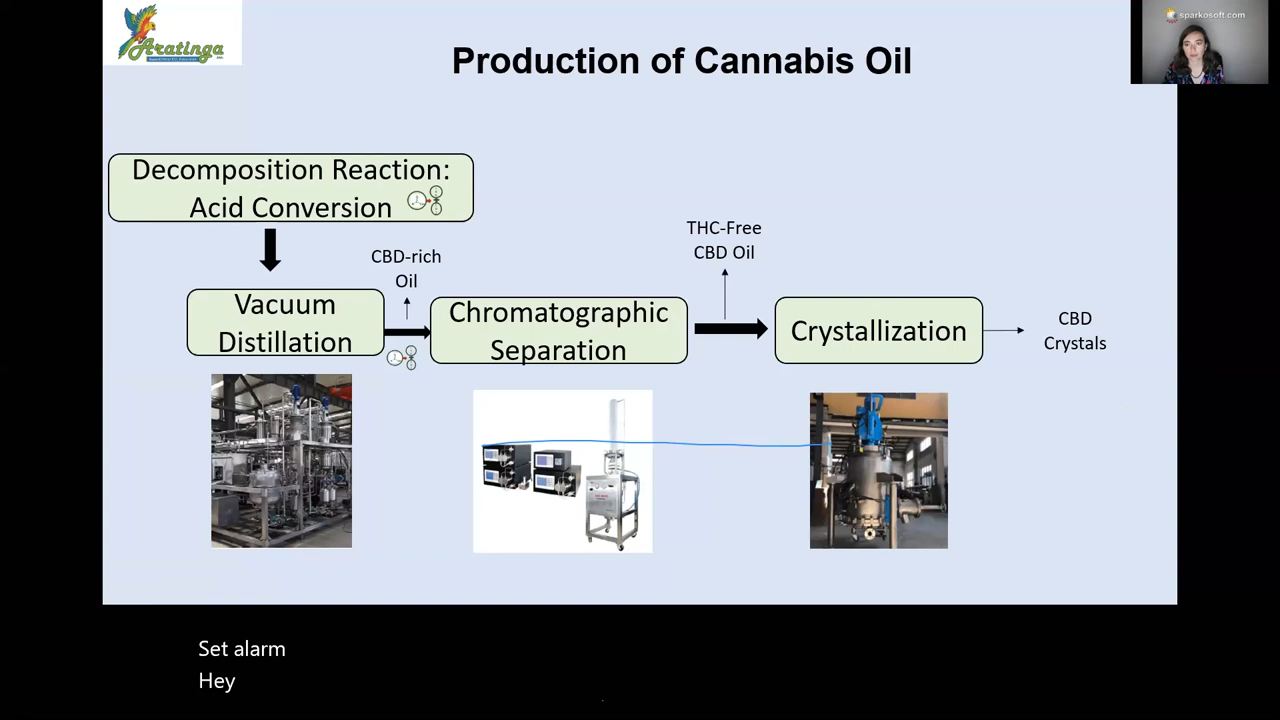 Aratinga
Production of Cannabis Oil
sparkosoft.com
Decomposition Reaction:
Acid Conversion
THC-Free
CBD Oil
CBD-rich
Oil
Vacuum
Distillation
Chromatographic
Separation
Crystallization
CBD
Crystals
Set alarm
Hey